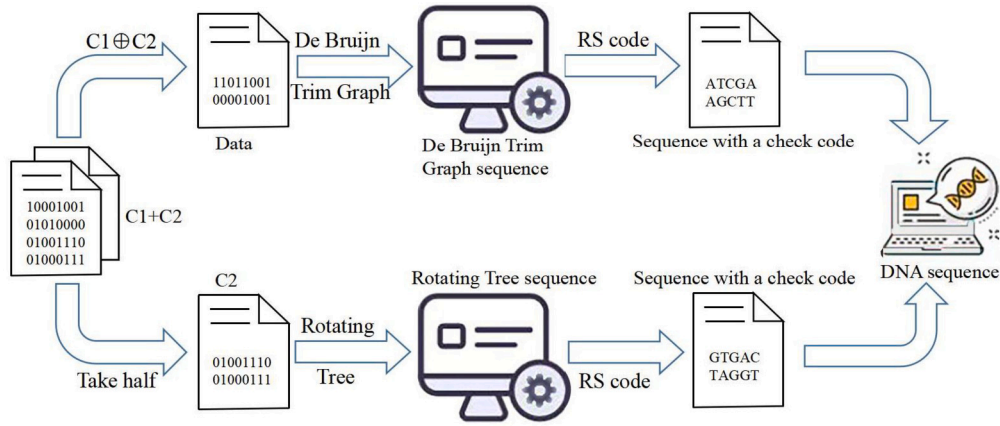 C1⊕C2
11011001
00001001
Data
De Bruijn
Trim Graph
De Bruijn Trim
Graph sequence
RS code
ATCGA
AGCTT
Sequence with a check code
10001001
01010000
01001110
01000111
C1+C2
DNA sequence
Take half
C2
01001110
01000111
Rotating
Tree
Rotating Tree sequence
RS code
Sequence with a check code
GTGAC
TAGGT